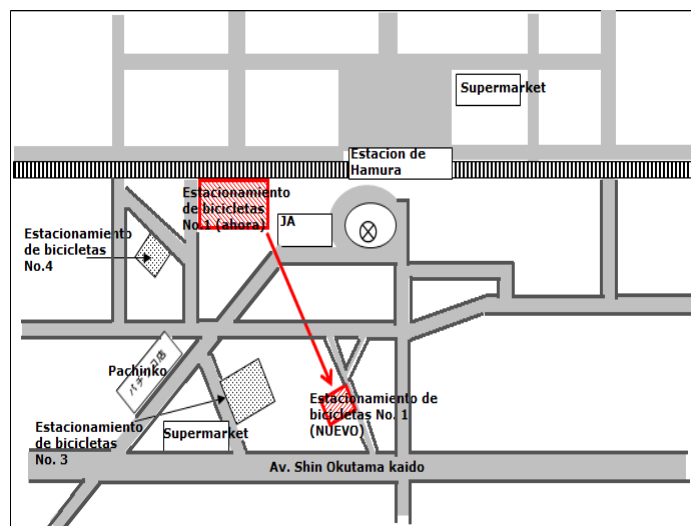 Supermarket
Estacion de
Hamura
Estacionamiento
de bicicletas
No.1 (ahora)
JA
Estacionamiento
de bicicletas
No.4
パチンコ店
Pachinko
Estacionamiento de
bicicletas No. 1
(NUEVO)
Estacionamiento
de bicicletas
No. 3
Supermarket
Av. Shin Okutama kaido